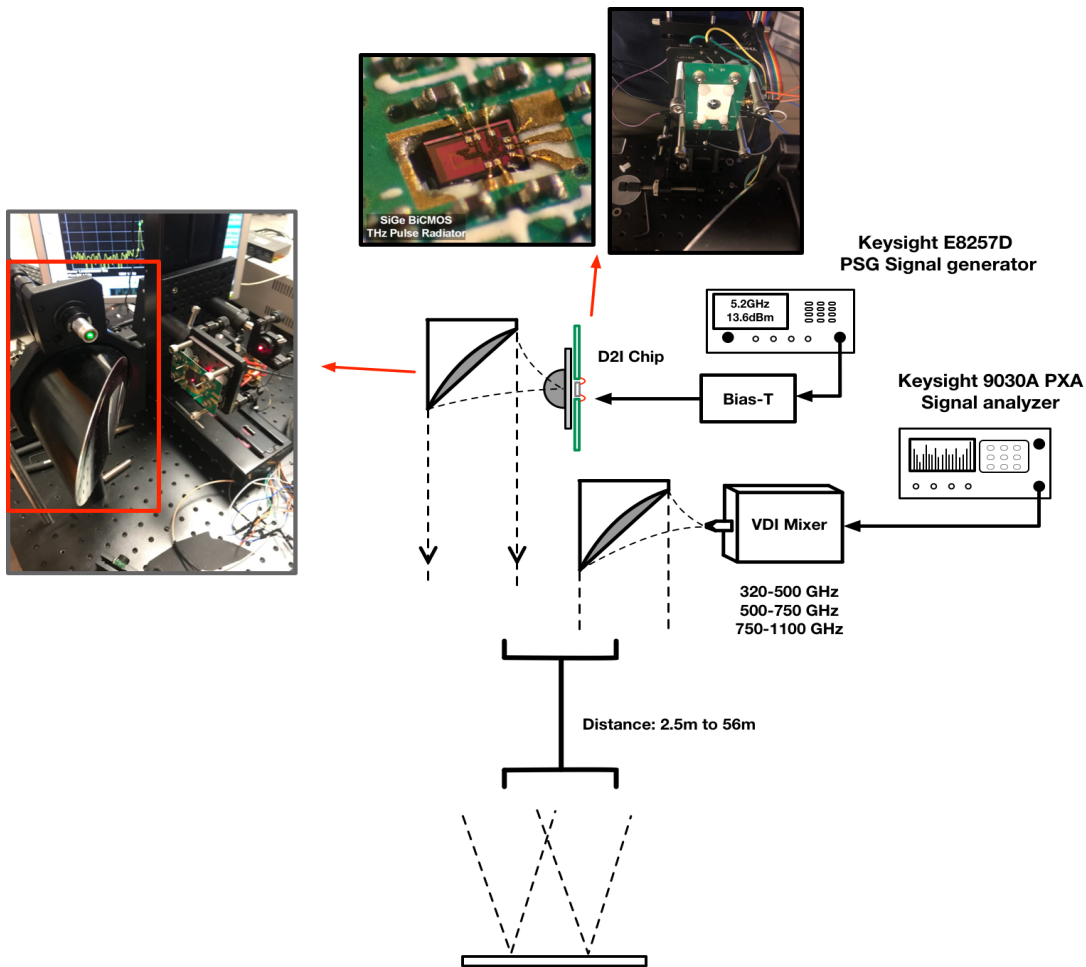 SiGe BiCMOS
THz Pulse Radiator
Keysight E8257D
PSG Signal generator
5.2GHz
13.6dBm
D2I Chip
Bias-T
Keysight 9030A PXA
Signal analyzer
VDI Mixer
320-500 GHz
500-750 GHz
750-1100 GHz
Distance: 2.5m to 56m